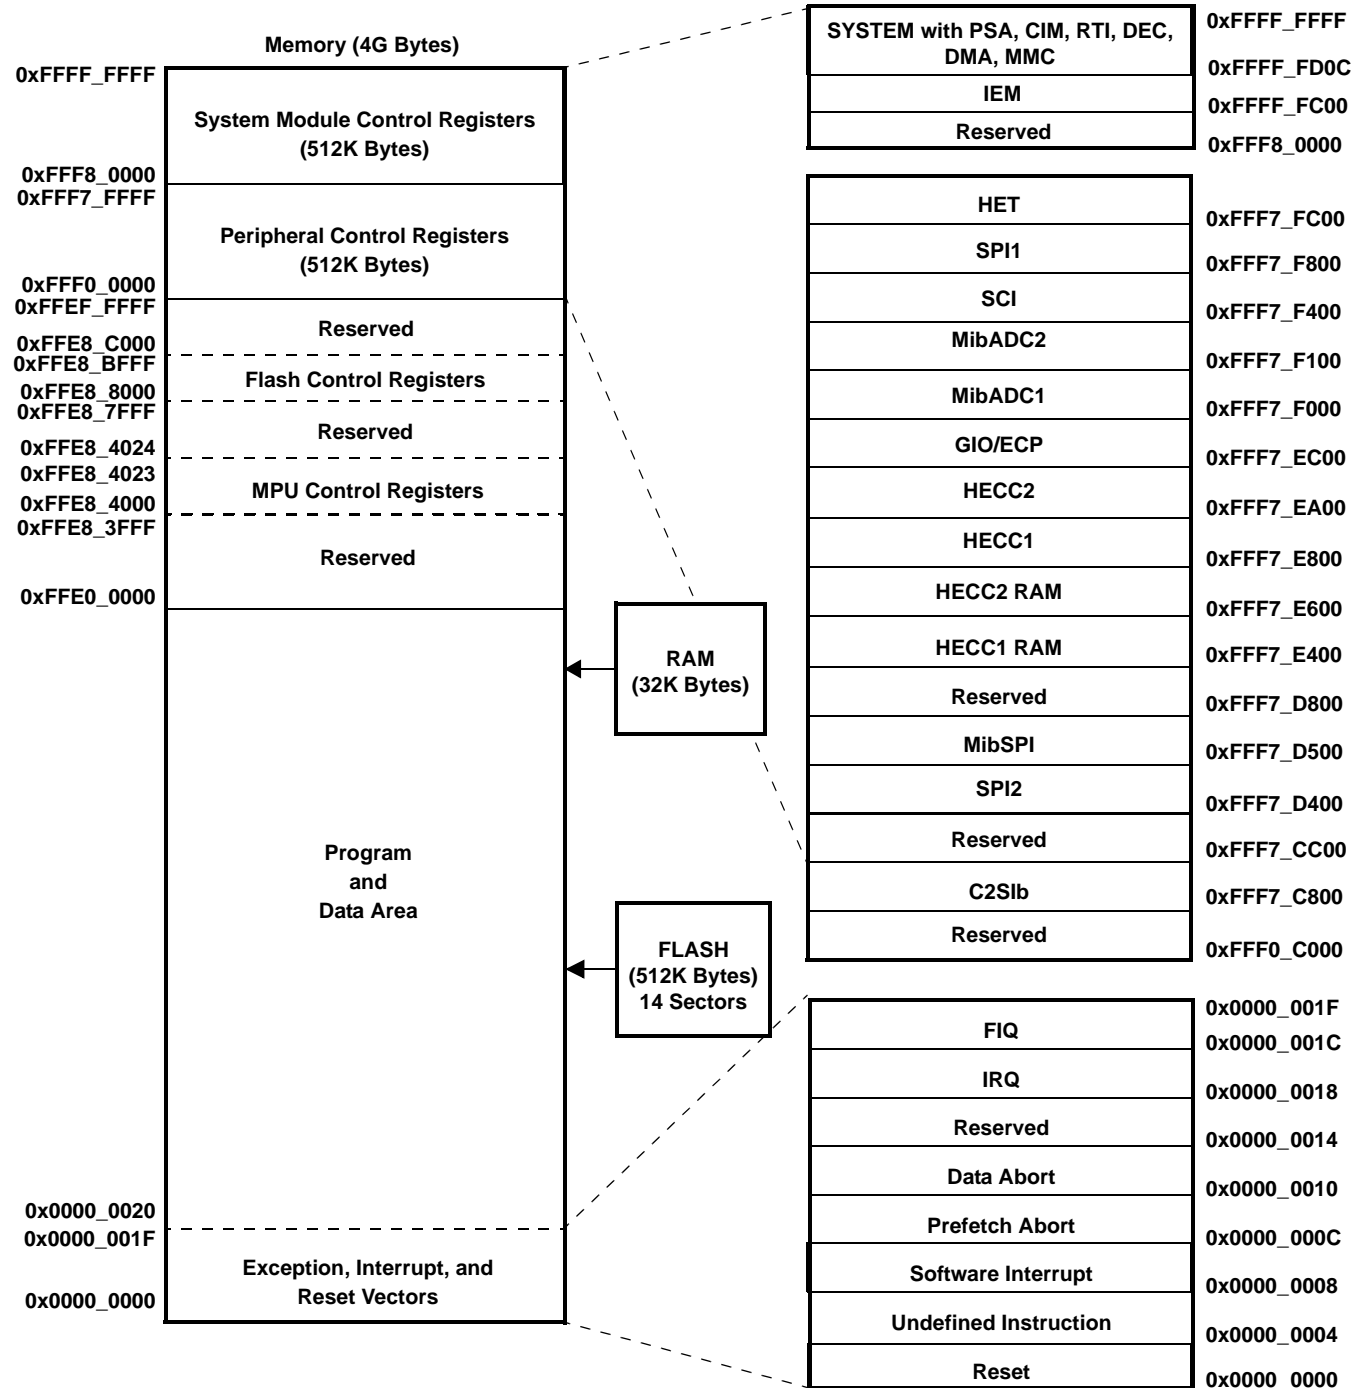 Memory (4G Bytes)
0xFFFF_FFFF
System Module Control Registers
(512K Bytes)
0xFFF8_0000
0xFFF7_FFFF
Peripheral Control Registers
(512K Bytes)
0xFFF0_0000
0xFFEF_FFFF
Reserved
0xFFE8_C000
0xFFE8_BFFF
Flash Control Registers
0xFFE8_8000
0xFFE8_7FFF
Reserved
0xFFE8_4024
0xFFE8_4023
MPU Control Registers
0xFFE8_4000
0xFFE8_3FFF
Reserved
0xFFE0_0000
RAM
(32K Bytes)
Program
and
Data Area
FLASH
(512K Bytes)
14 Sectors
0x0000_0020
0x0000_001F
Exception, Interrupt, and
Reset Vectors
0x0000_0000
0xFFFF_FFFF
SYSTEM with PSA, CIM, RTI, DEC,
DMA, MMC
0xFFFF_FD0C
IEM
0xFFFF_FC00
Reserved
0xFFF8_0000
HET
0xFFF7_FC00
SPI1
0xFFF7_F800
SCI
0xFFF7_F400
MibADC2
0xFFF7_F100
MibADC1
0xFFF7_F000
GIO/ECP
0xFFF7_EC00
HECC2
0xFFF7_EA00
HECC1
0xFFF7_E800
HECC2 RAM
0xFFF7_E600
HECC1 RAM
0xFFF7_E400
Reserved
0xFFF7_D800
MibSPI
0xFFF7_D500
SPI2
0xFFF7_D400
Reserved
0xFFF7_CC00
C2SIb
0xFFF7_C800
Reserved
0xFFF0_C000
0x0000_001F
FIQ
0x0000_001C
IRQ
0x0000_0018
Reserved
0x0000_0014
Data Abort
0x0000_0010
Prefetch Abort
0x0000_000C
Software Interrupt
0x0000_0008
Undefined Instruction
0x0000_0004
Reset
0x0000_0000